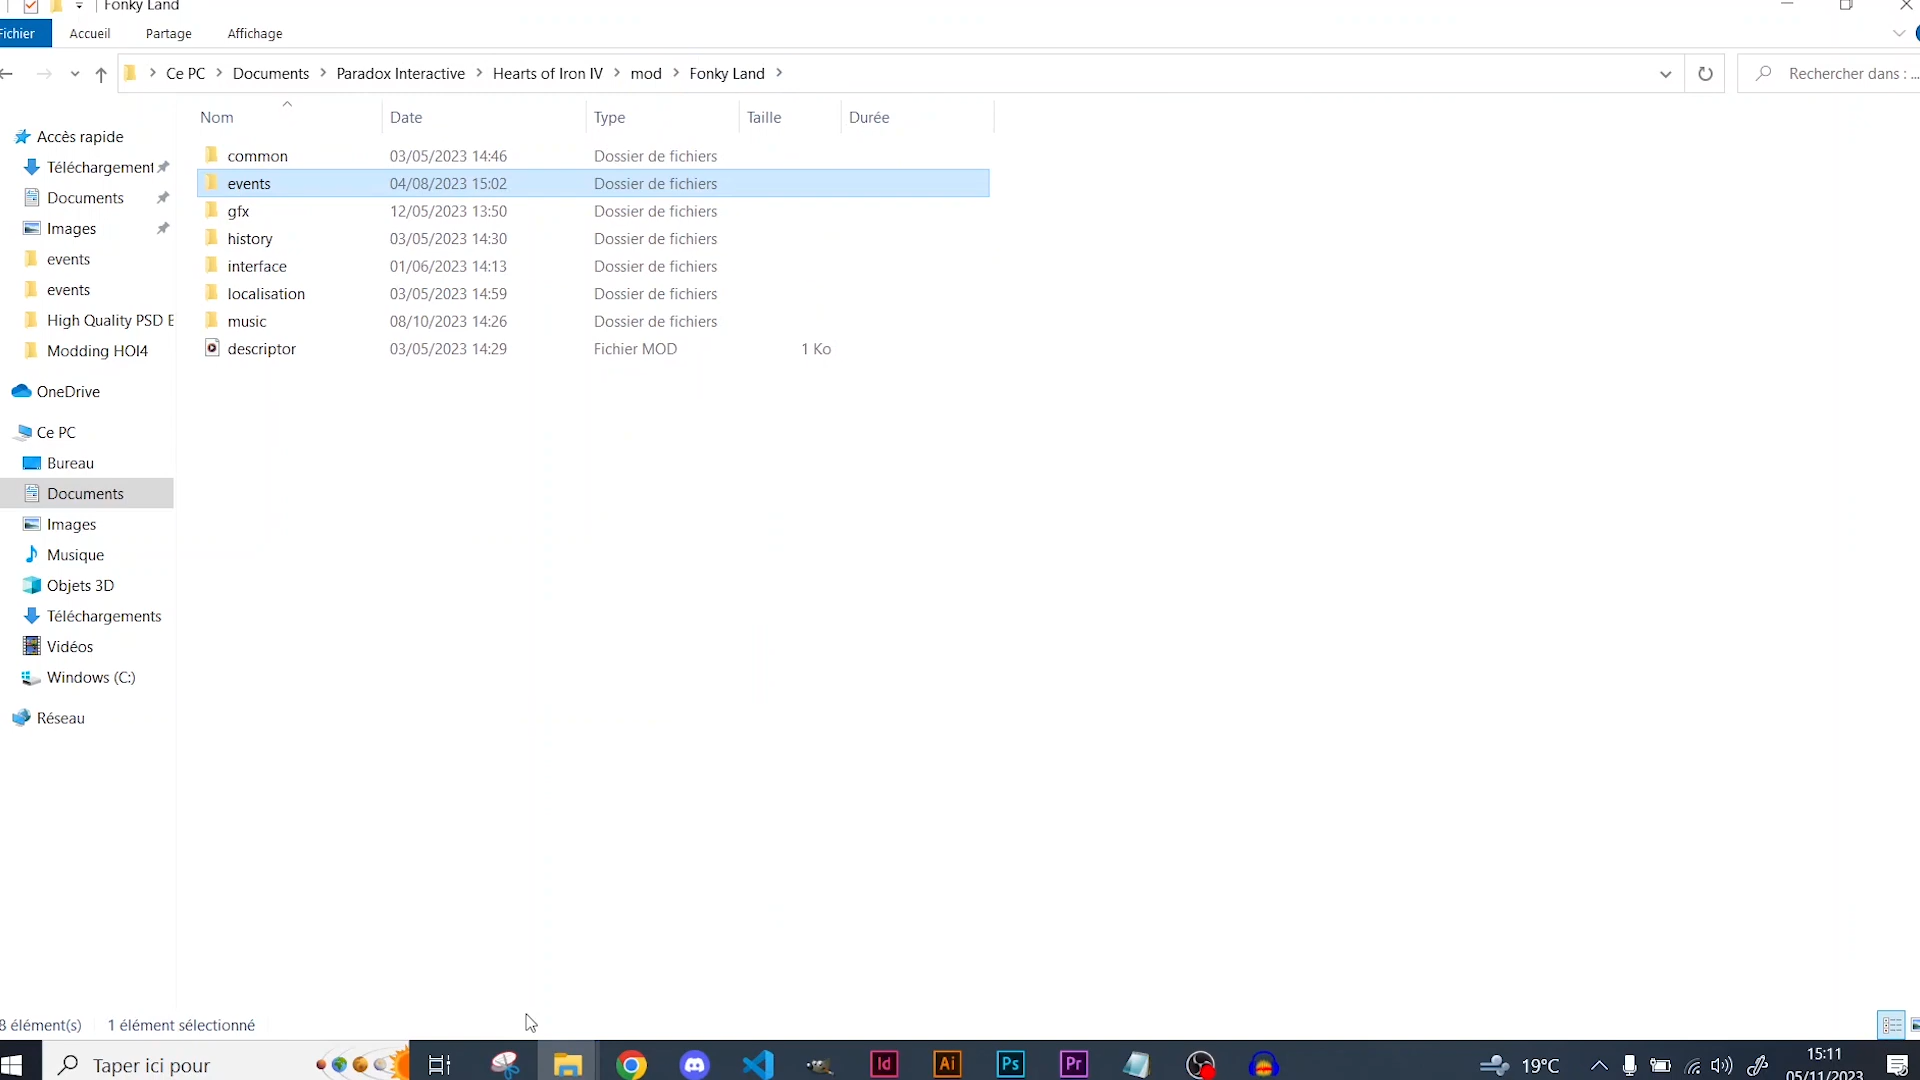 Fonky Land
Fichier Accueil Partage Affichage
Ce PC Documents Paradox Interactive Hearts of Iron IV mod Fonky Land Rechercher dans : ...
Nom Date Type Taille Durée
common 03/05/2023 14:46 Dossier de fichiers
events 04/08/2023 15:02 Dossier de fichiers
gfx 12/05/2023 13:50 Dossier de fichiers
history 03/05/2023 14:30 Dossier de fichiers
interface 01/06/2023 14:13 Dossier de fichiers
localisation 03/05/2023 14:59 Dossier de fichiers
music 08/10/2023 14:26 Dossier de fichiers
descriptor 03/05/2023 14:29 Fichier MOD 1 Ko
Accès rapide
Téléchargement
Documents
Images
events
events
High Quality PSD E
Modding HOI4
OneDrive
Ce PC
Bureau
Documents
Images
Musique
Objets 3D
Téléchargements
Vidéos
Windows (C:)
Réseau
8 élément(s) 1 élément sélectionné
Taper ici pour Id Ai Ps Pr 19°C 15:11
05/11/2023